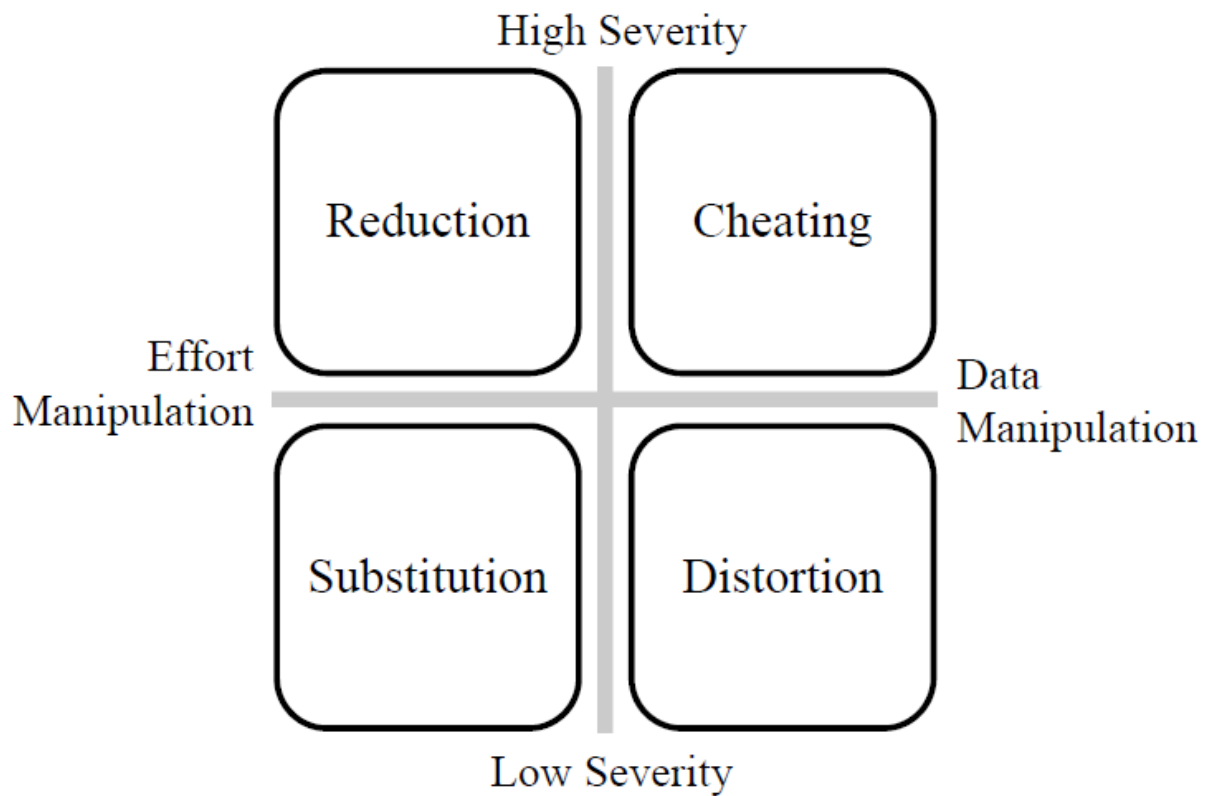 High Severity
Reduction
Cheating
Effort
Manipulation
Data
Manipulation
Substitution
Distortion
Low Severity